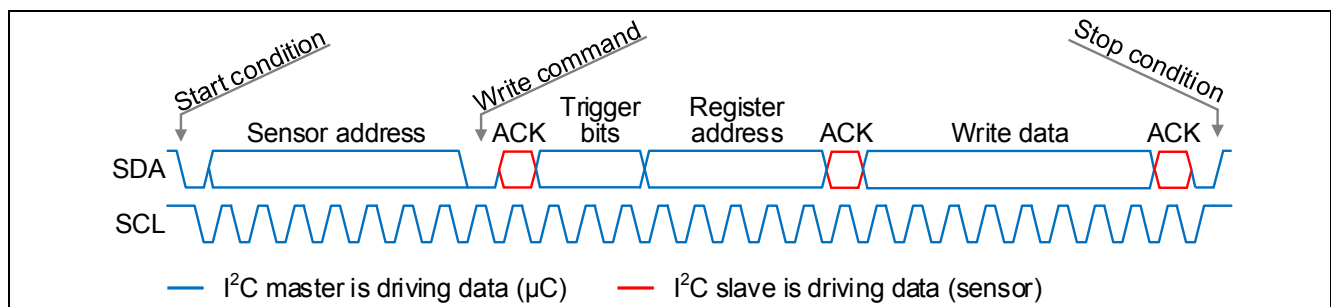 Start condition
Write command
Stop condition
Sensor address
ACK
Trigger bits
Register address
ACK
Write data
ACK
SDA
SCL
I²C master is driving data (µC)
I²C slave is driving data (sensor)